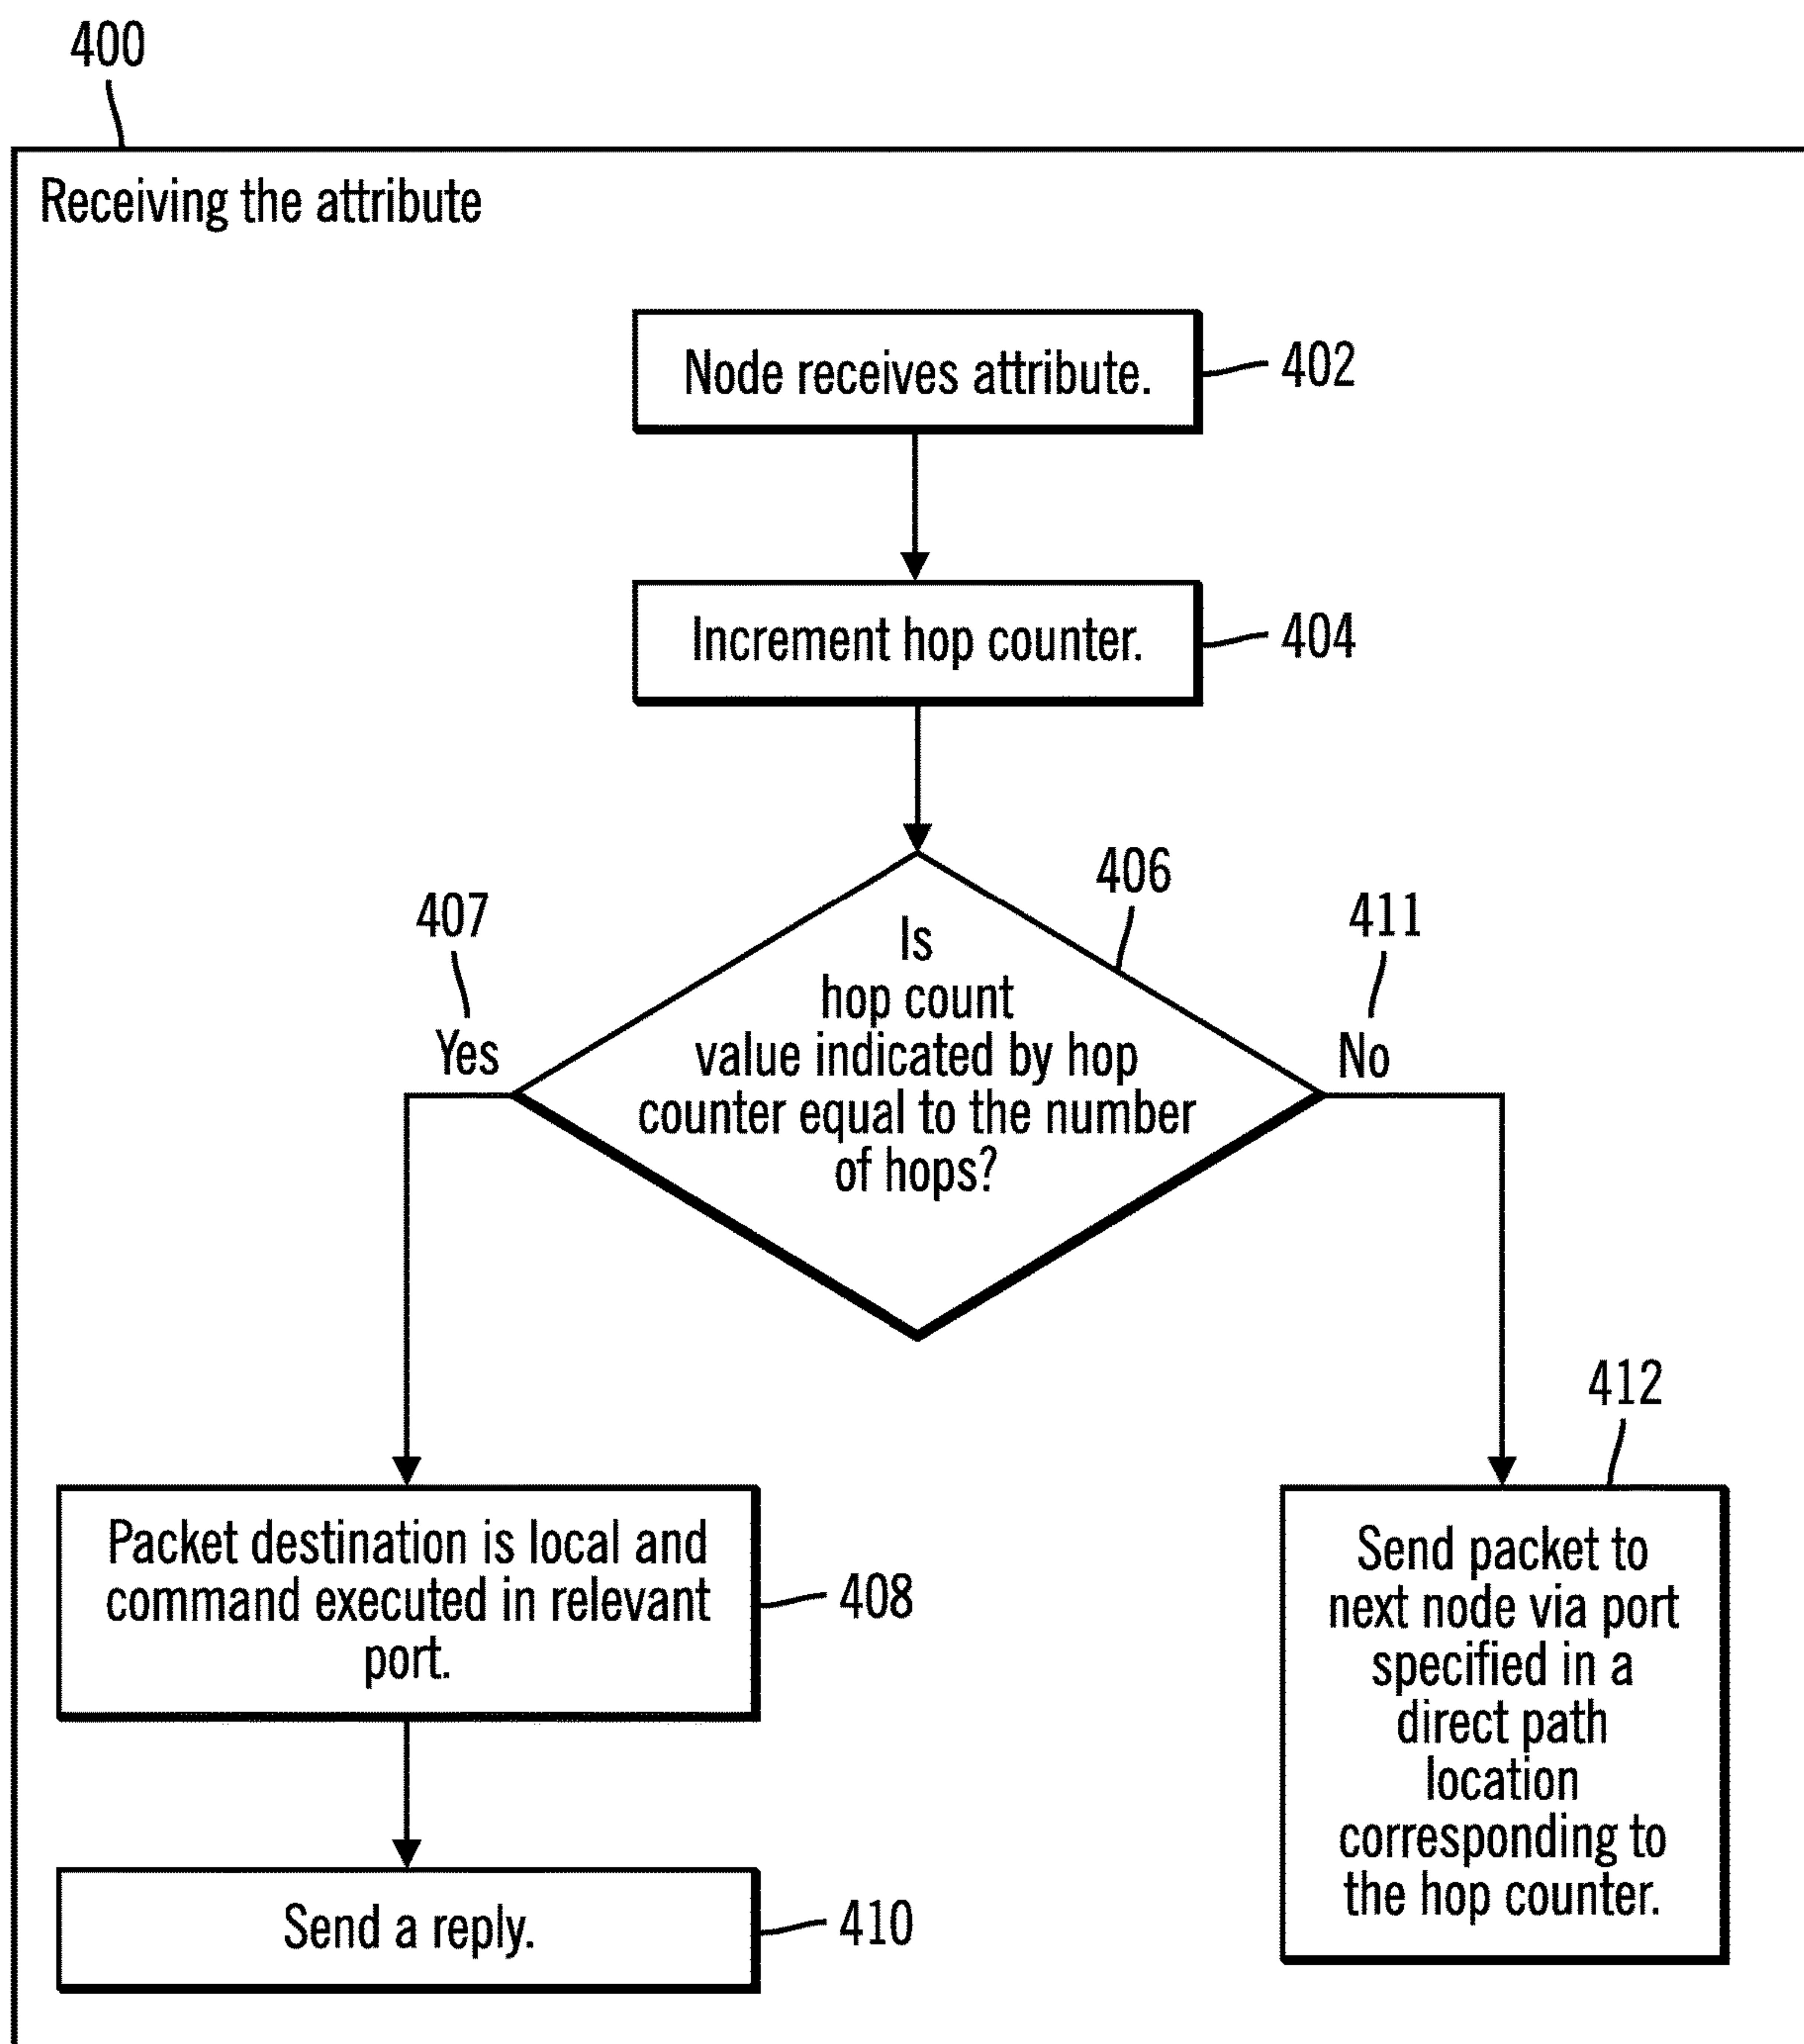 400
Receiving the attribute
Node receives attribute.
402
Increment hop counter.
404
406
407
411
Is
hop count
value indicated by hop
counter equal to the number
of hops?
Yes
No
412
Packet destination is local and
command executed in relevant
port.
408
Send packet to
next node via port
specified in a
direct path
location
corresponding to
the hop counter.
Send a reply.
410